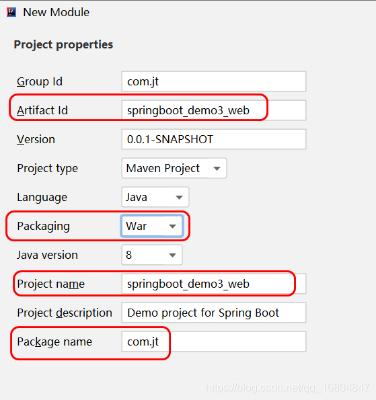 New Module
Project properties
Group Id com.jt
Artifact Id springboot_demo3_web
Version 0.0.1-SNAPSHOT
Project type Maven Project
Language Java
Packaging War
Java version 8
Project name springboot_demo3_web
Project description Demo project for Spring Boot
Package name com.jt
https://blog.csdn.net/qq_16804847